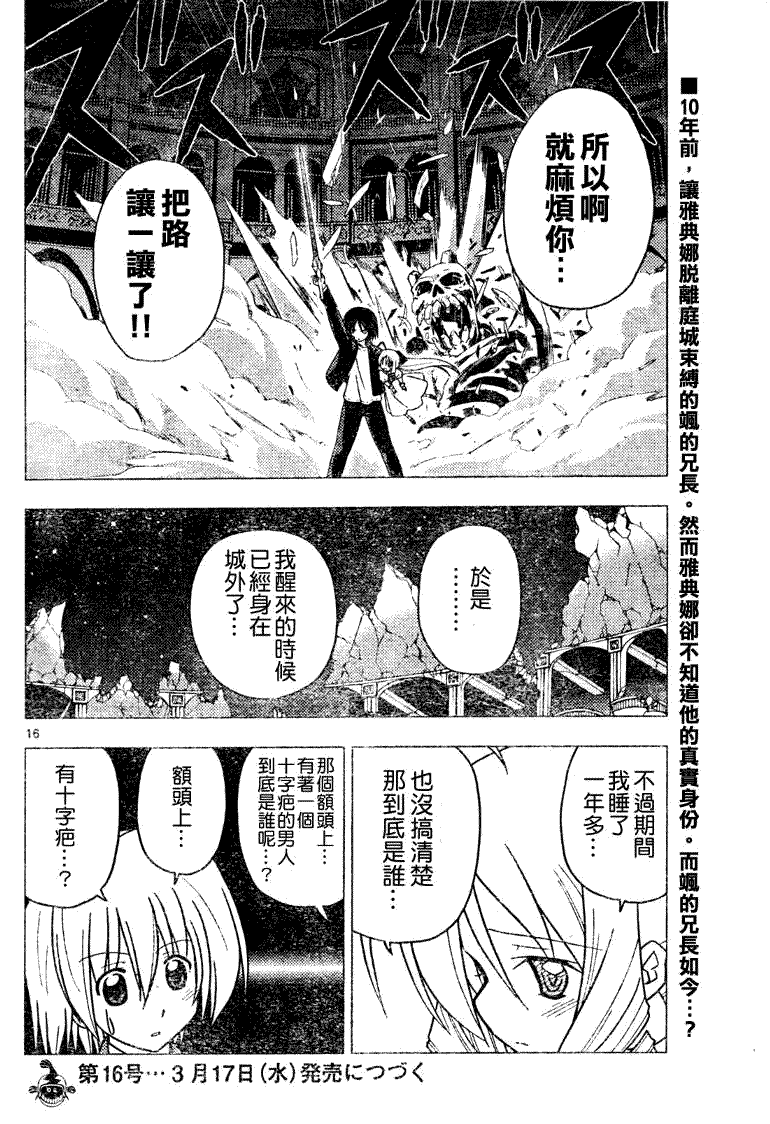 ■10年前，讓雅典娜脫離庭城束縛的颯的兄長。然而雅典娜卻不知道他的真實身份。而颯的兄長如今…？
ズ
ズ
ズ
ズ
ズ
所以啊
就麻煩你…
把路
讓一讓了!!
於是
………
我醒來的時候
已經身在
城外了…
16
不過期間
我睡了
一年多…
也沒搞清楚
那到底是誰…
那個額頭上…
有著一個
十字疤的男人
到底是誰呢…?
額頭上…
有十字疤
…?
第16号…3月17日(水)発売につづく